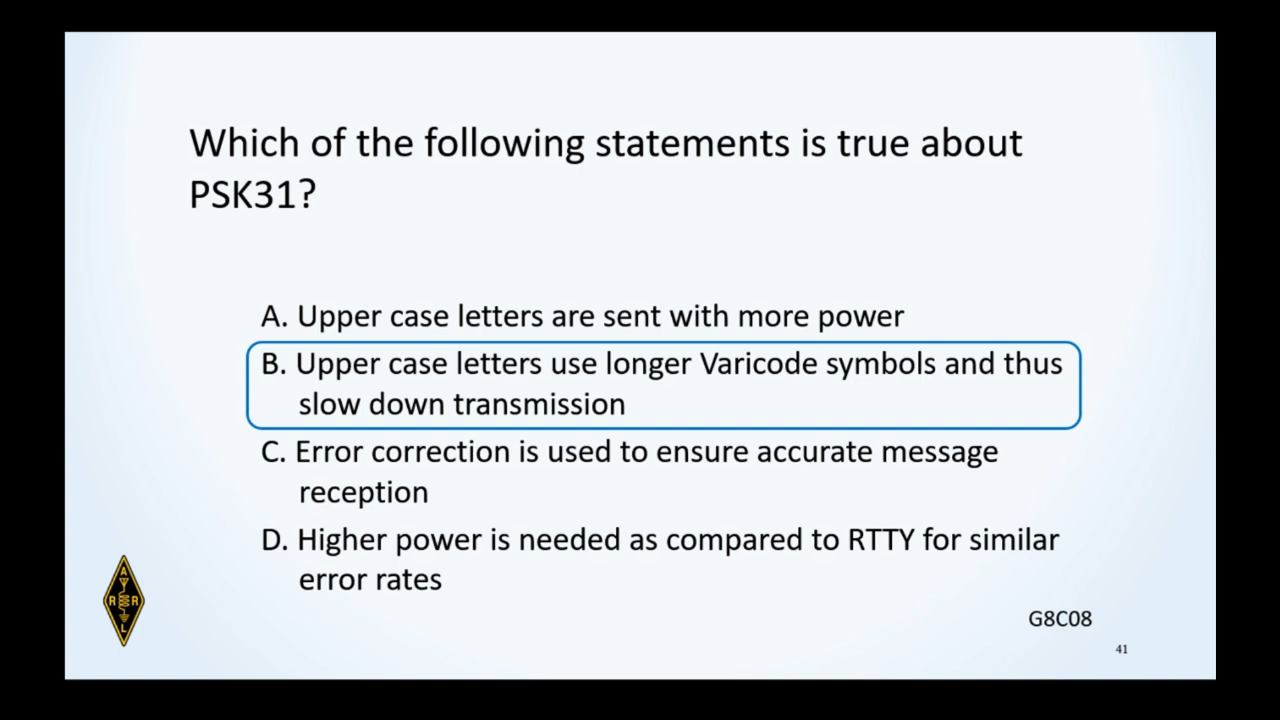 Which of the following statements is true about
PSK31?
A. Upper case letters are sent with more power
B. Upper case letters use longer Varicode symbols and thus
slow down transmission
C. Error correction is used to ensure accurate message
reception
D. Higher power is needed as compared to RTTY for similar
error rates
A
R R
L
G8C08
41